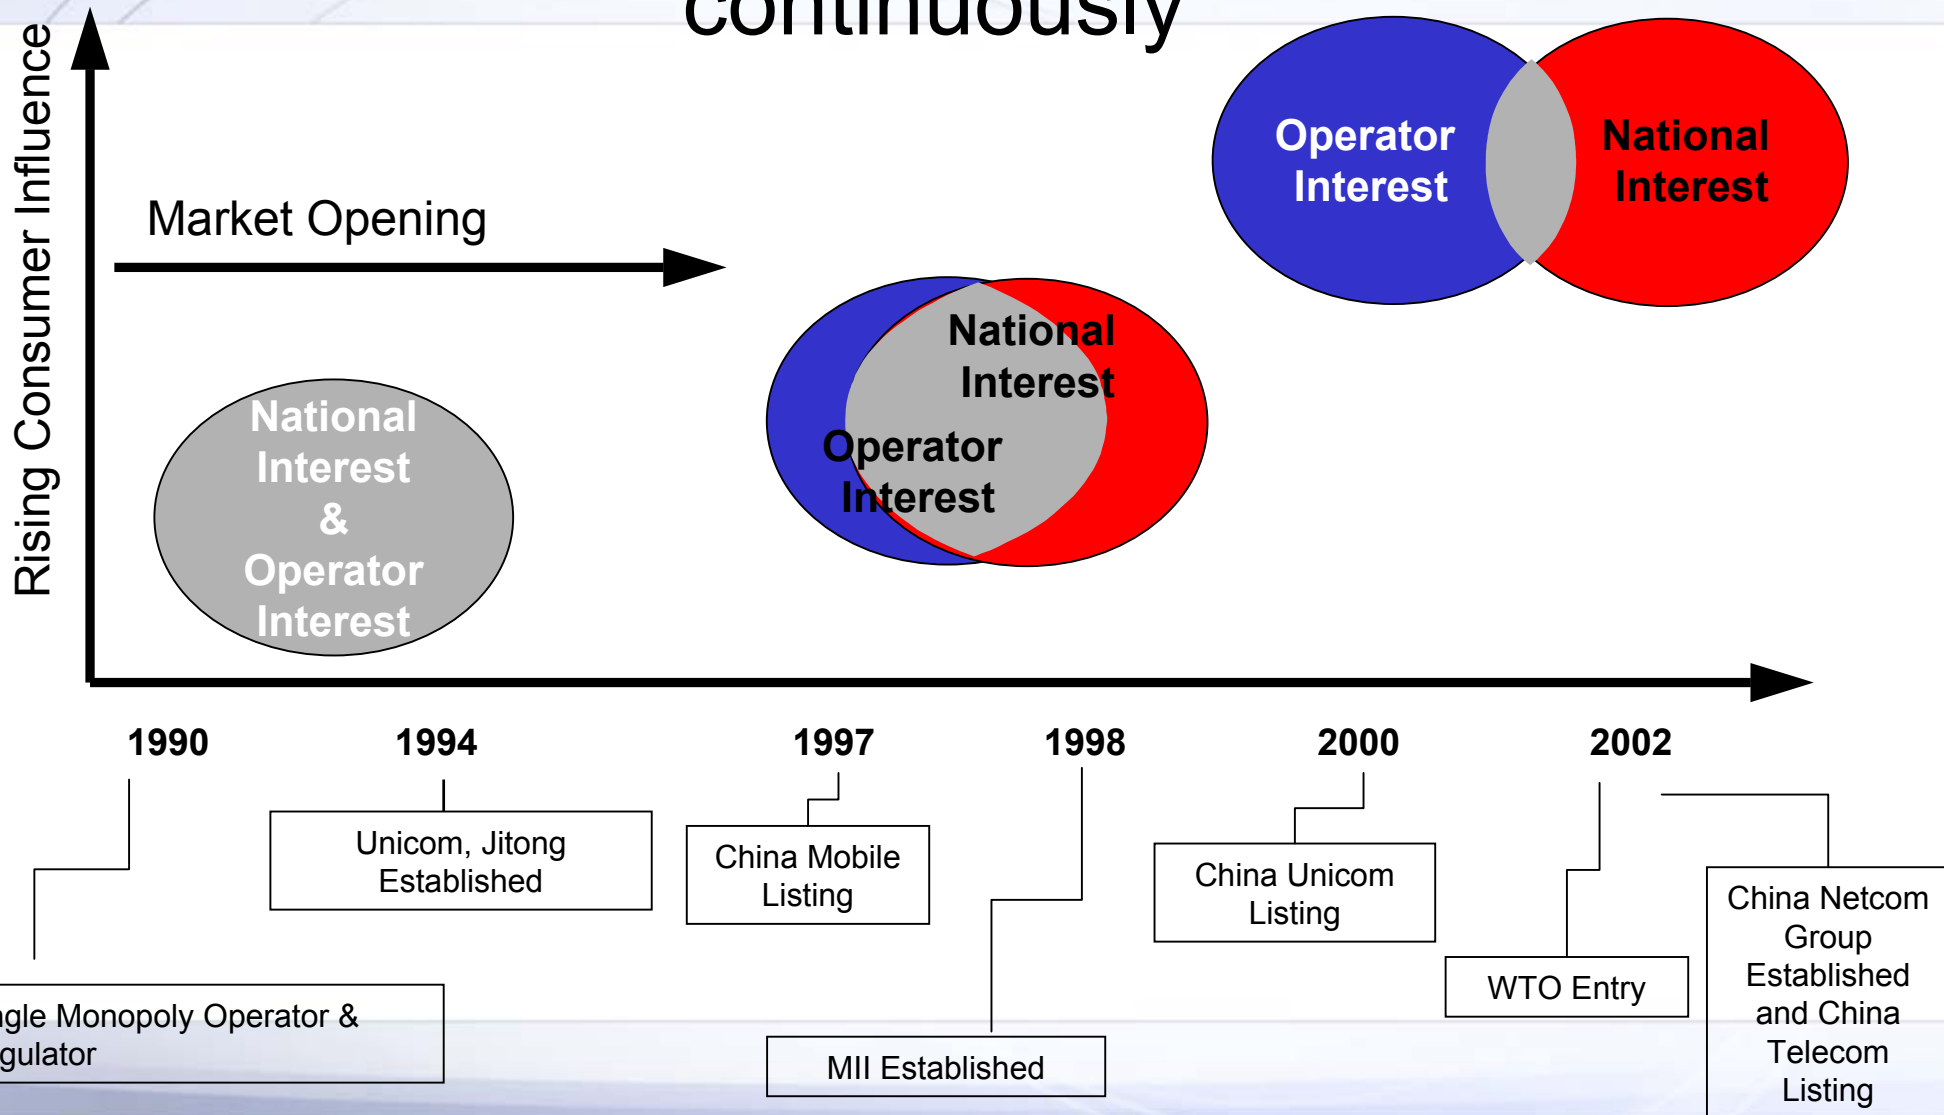 continuously
Rising Consumer Influence
Market Opening
Operator
Interest
National
Interest
National
Interest
Operator
Interest
National
Interest
&
Operator
Interest
1990
1994
1997
1998
2000
2002
Unicom, Jitong
Established
China Mobile
Listing
China Unicom
Listing
China Netcom
Group
Established
and China
Telecom
Listing
WTO Entry
Monopoly Operator &
MII Established